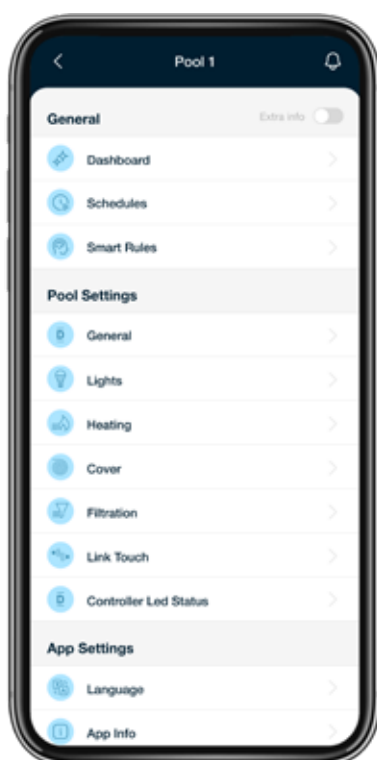 Pool 1
General Extra info
Dashboard
Schedules
Smart Rules
Pool Settings
D General
Lights
Heating
Cover
Filtration
Link Touch
D Controller Led Status
App Settings
Language
App Info